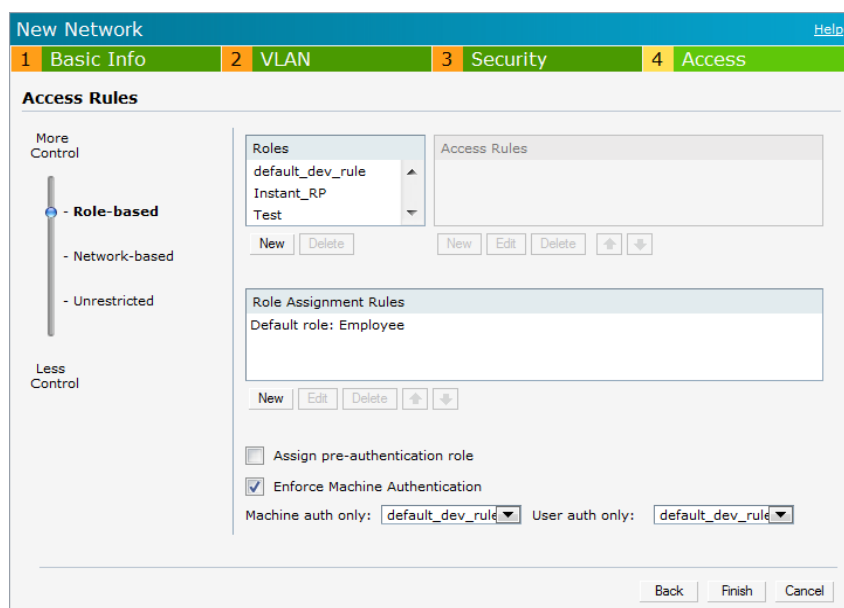 New Network
Help
1 Basic Info 2 VLAN 3 Security 4 Access
Access Rules
More
Control
- Role-based
- Network-based
- Unrestricted
Less
Control
Roles
default_dev_rule
Instant_RP
Test
New Delete
Access Rules
New Edit Delete
Role Assignment Rules
Default role: Employee
New Edit Delete
Assign pre-authentication role
Enforce Machine Authentication
Machine auth only: default_dev_rule User auth only: default_dev_rule
Back Finish Cancel